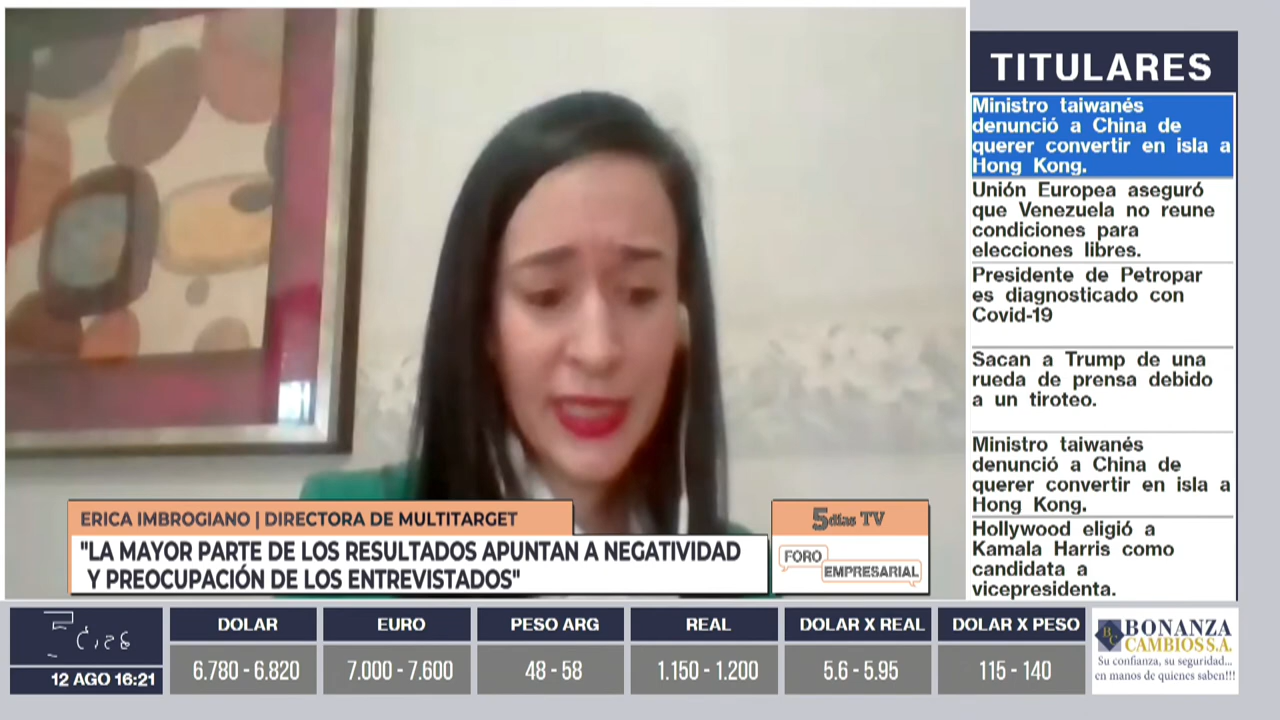 TITULARES
Ministro taiwanés
denunció a China de
querer convertir en isla a
Hong Kong.
Unión Europea aseguró
que Venezuela no reune
condiciones para
elecciones libres.
Presidente de Petropar
es diagnosticado con
Covid-19
Sacan a Trump de una
rueda de prensa debido
a un tiroteo.
Ministro taiwanés
denunció a China de
querer convertir en isla a
Hong Kong.
Hollywood eligió a
Kamala Harris como
candidata a
vicepresidenta.
ERICA IMBROGIANO | DIRECTORA DE MULTITARGET
"LA MAYOR PARTE DE LOS RESULTADOS APUNTAN A NEGATIVIDAD
Y PREOCUPACIÓN DE LOS ENTREVISTADOS"
5días TV
FORO
EMPRESARIAL
12 AGO 16:21
DOLAR
6.780 - 6.820
EURO
7.000 - 7.600
PESO ARG
48 - 58
REAL
1.150 - 1.200
DOLAR X REAL
5.6 - 5.95
DOLAR X PESO
115 - 140
BC BONANZA
CAMBIOS S.A.
Su confianza, su seguridad...
en manos de quienes saben!!!